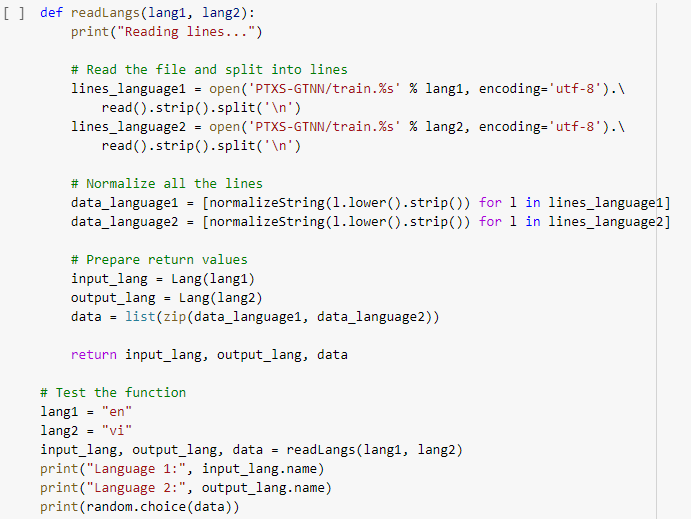 [ ] def readLangs(lang1, lang2):
    print("Reading lines...")

    # Read the file and split into lines
    lines_language1 = open('PTXS-GTNN/train.%s' % lang1, encoding='utf-8').\
        read().strip().split('\n')
    lines_language2 = open('PTXS-GTNN/train.%s' % lang2, encoding='utf-8').\
        read().strip().split('\n')

    # Normalize all the lines
    data_language1 = [normalizeString(l.lower().strip()) for l in lines_language1]
    data_language2 = [normalizeString(l.lower().strip()) for l in lines_language2]

    # Prepare return values
    input_lang = Lang(lang1)
    output_lang = Lang(lang2)
    data = list(zip(data_language1, data_language2))

    return input_lang, output_lang, data

# Test the function
lang1 = "en"
lang2 = "vi"
input_lang, output_lang, data = readLangs(lang1, lang2)
print("Language 1:", input_lang.name)
print("Language 2:", output_lang.name)
print(random.choice(data))